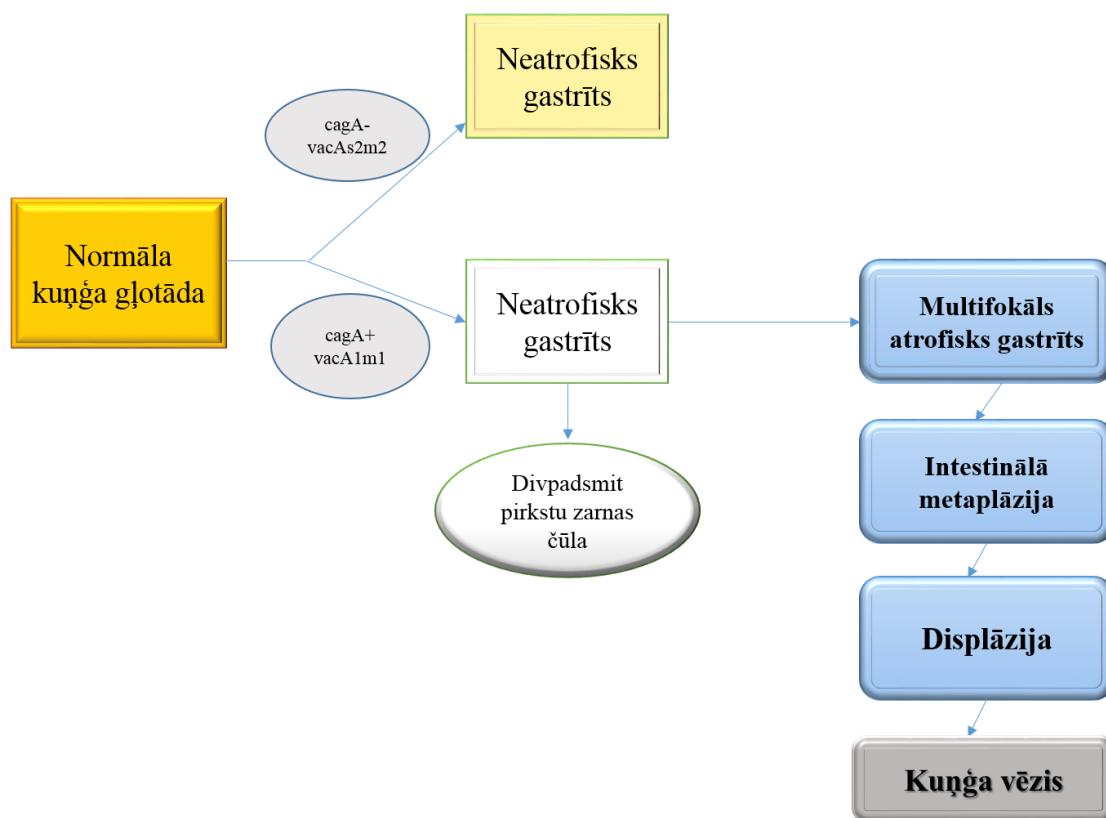 Neatrofisks
gastrīts
cagA-
vacAs2m2
Normāla
kuņģa gļotāda
cagA+
vacA1m1
Neatrofisks
gastrīts
Multifokāls
atrofisks gastrīts
Divpadsmit
pirkstu zarnas
čūla
Intestinālā
metaplāzija
Displāzija
Kuņģa vēzis